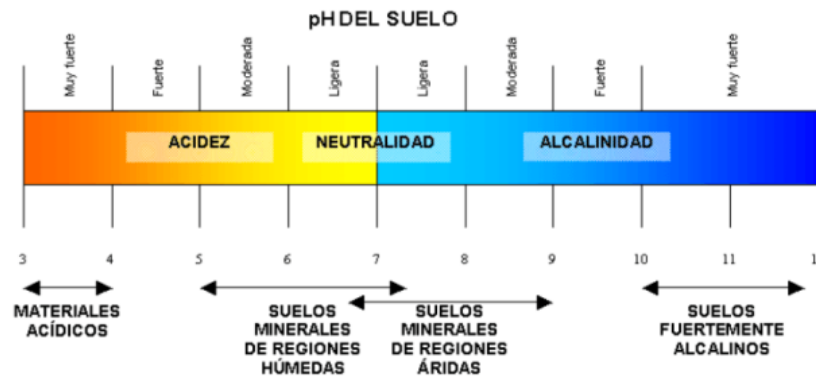 pH DEL SUELO
Muy fuerte
Fuerte
Moderada
Ligera
Ligera
Moderada
Fuerte
Muy fuerte
ACIDEZ
NEUTRALIDAD
ALCALINIDAD
3 4 5 6 7 8 9 10 11
MATERIALES
ACÍDICOS
SUELOS
MINERALES
DE REGIONES
HÚMEDAS
SUELOS
MINERALES
DE REGIONES
ÁRIDAS
SUELOS
FUERTEMENTE
ALCALINOS